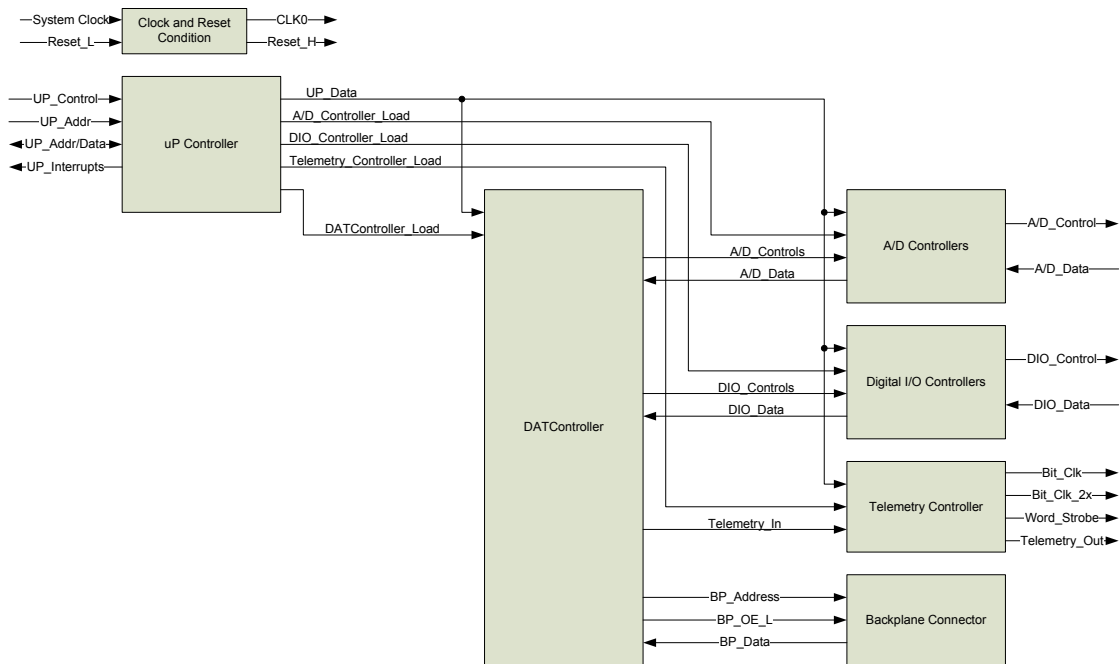 System Clock
Reset_L
Clock and Reset
Condition
CLK0
Reset_H
UP_Control
UP_Addr
UP_Addr/Data
UP_Interrupts
uP Controller
UP_Data
A/D_Controller_Load
DIO_Controller_Load
Telemetry_Controller_Load
DATController_Load
DATController
A/D_Controls
A/D_Data
A/D Controllers
A/D_Control
A/D_Data
DIO_Controls
DIO_Data
Digital I/O Controllers
DIO_Control
DIO_Data
Telemetry_In
Telemetry Controller
Bit_Clk
Bit_Clk_2x
Word_Strobe
Telemetry_Out
BP_Address
BP_OE_L
BP_Data
Backplane Connector